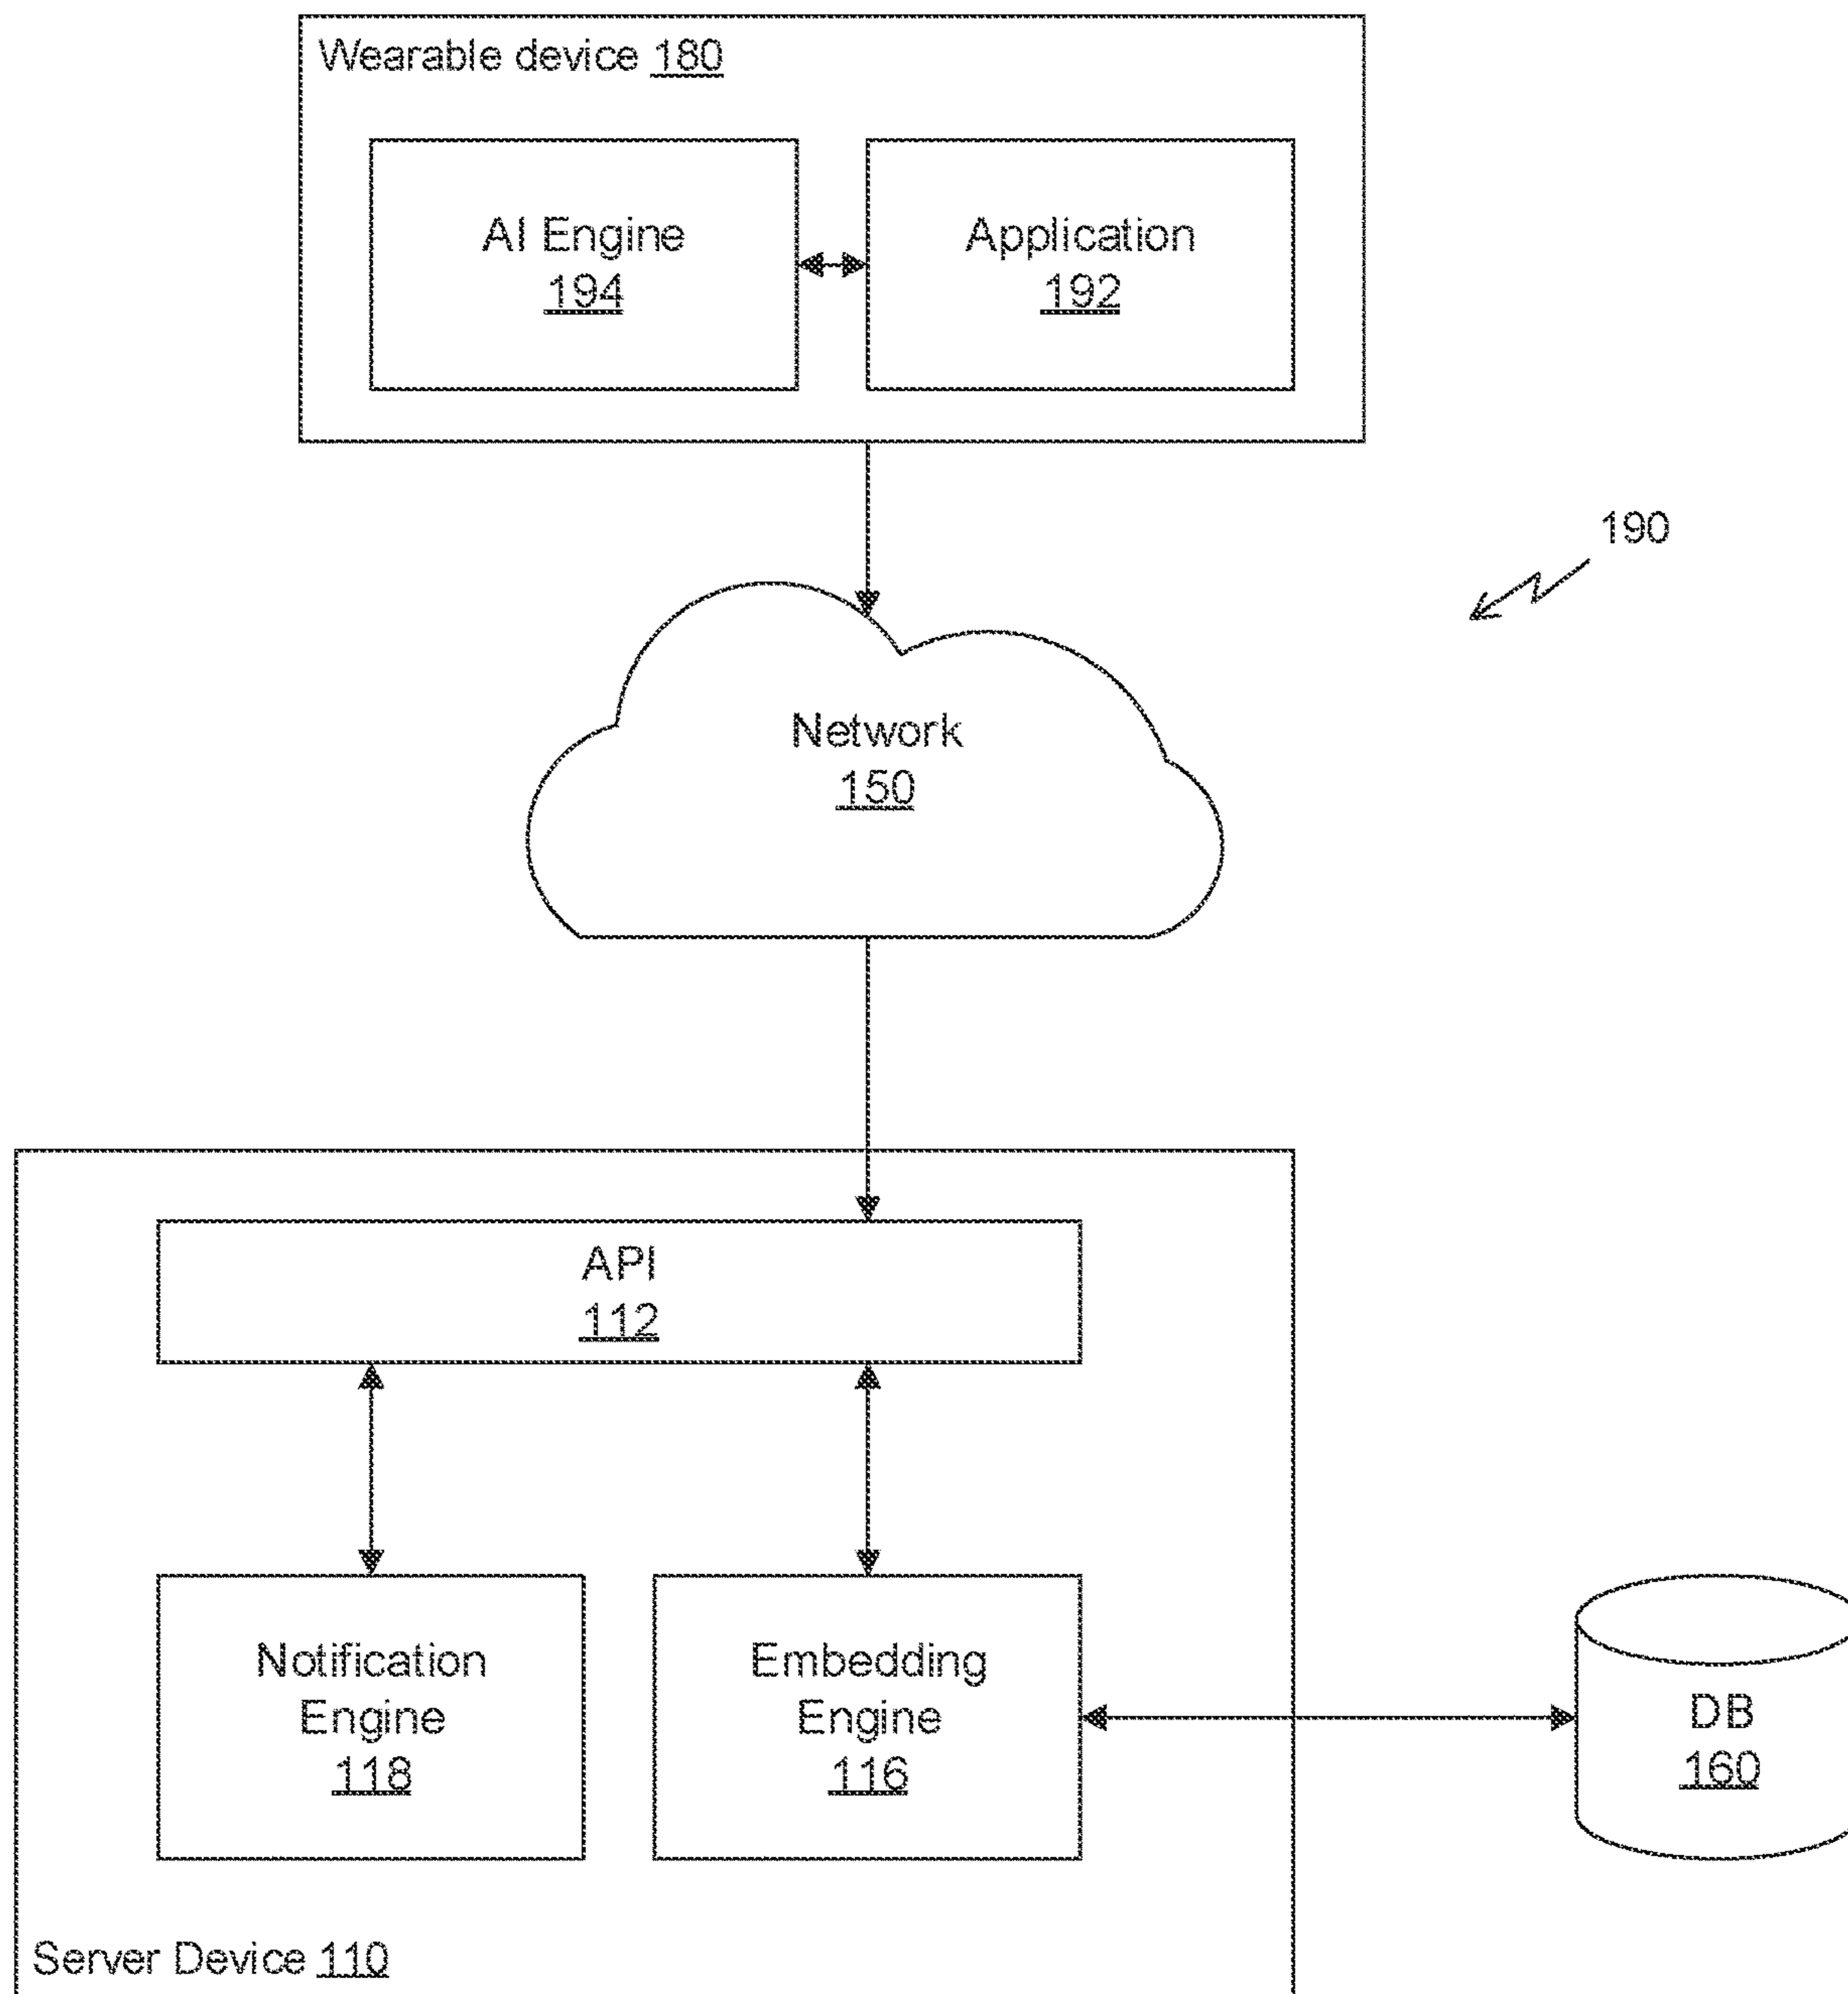 Wearable device 180
AI Engine
194
Application
192
190
Network
150
API
112
Notification
Engine
118
Embedding
Engine
116
DB
160
Server Device 110